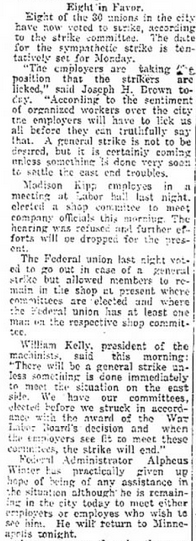 Eight in Favor.
Eight of the 30 unions in the city
have now voted to strike, according
to the strike committee. The date
for the sympathetic strike is ten-
tatively set for Monday.
"The employers are taking the
position that the strikers are
licked," said Joseph H. Brown to-
day. "According to the sentiment
of organized workers over the city
the employers will have to lick us
all before they can truthfully say
that. A general strike is not to be
desired, but it is certainly coming
unless something is done very soon
to settle the east end troubles.
Madison Kipp employes in a
meeting at Labor hall last night,
elected a shop committee to meet
company officials this morning. The
hearing was refused and further ef-
forts will be dropped for the pres-
ent.
The Federal union last night vot-
ed to go out in case of a general
strike but allowed members to re-
main in the shop at present where
committees are elected and where
the Federal union has at least one
man on the respective shop commit-
tee.
William Kelly, president of the
machinists, said this morning:
"There will be a general strike un-
less something is done immediately
to meet the situation on the east
side. We have our committees,
elected before we struck in accord-
ance with the award of the War
Labor Board's decision and when
the employers see fit to meet these
committees, the strike will end."
Federal Administrator Alpheus
Winter has practically given up
hope of being of any assistance in
the situation although he is remain-
ing in the city today to meet either
employers or employes who wish to
see him. He will return to Minne-
apolis tonight.